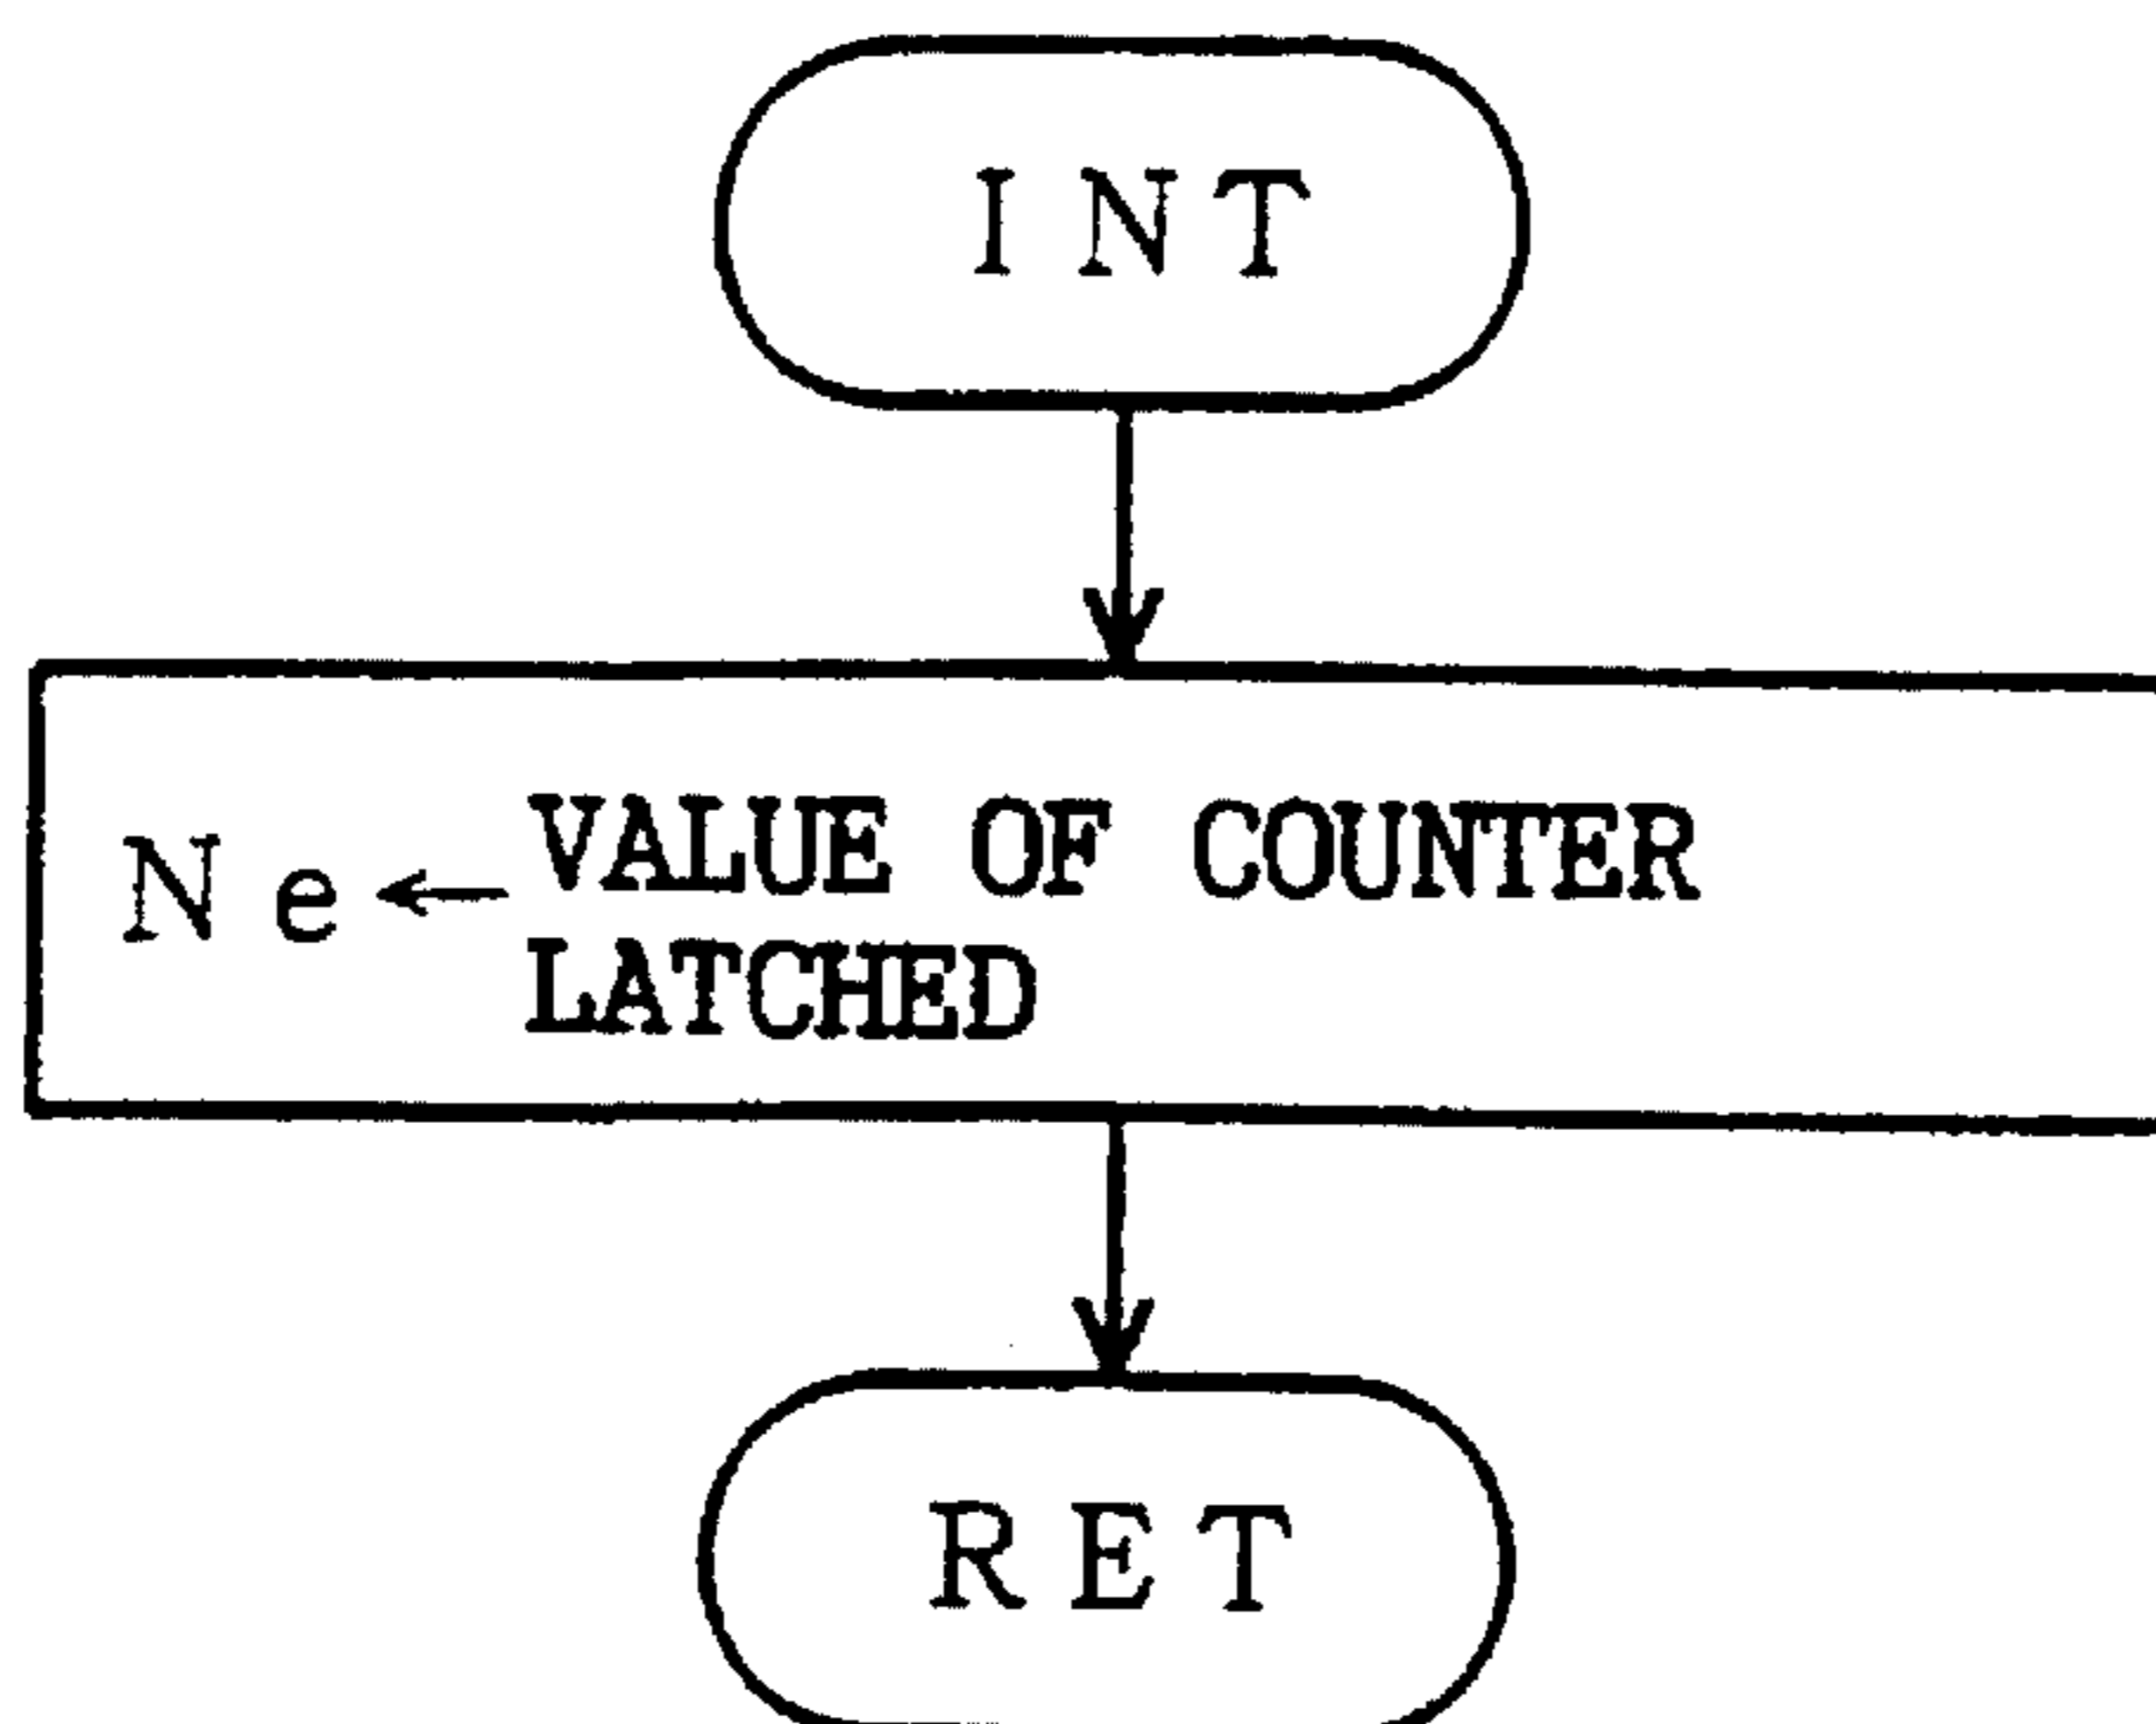 INT
Ne← VALUE OF COUNTER
LATCHED
RET